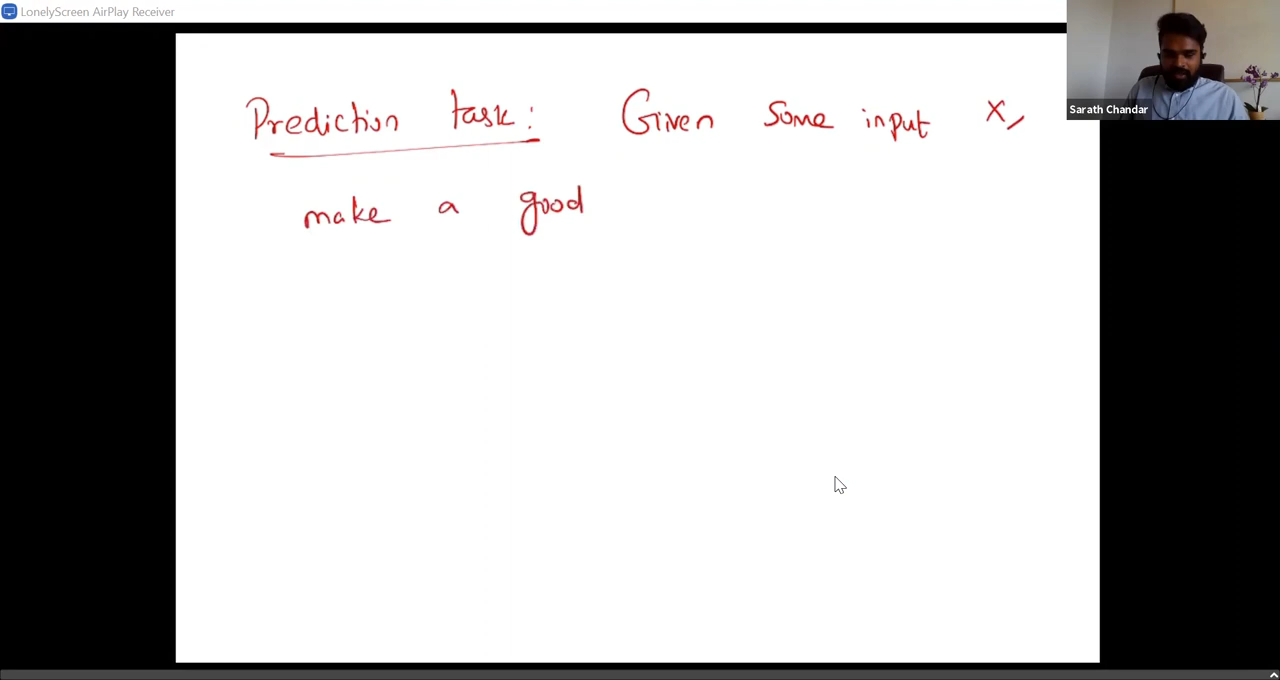 LonelyScreen AirPlay Receiver
Sarath Chandar
Prediction task: Given some input x,
make a good